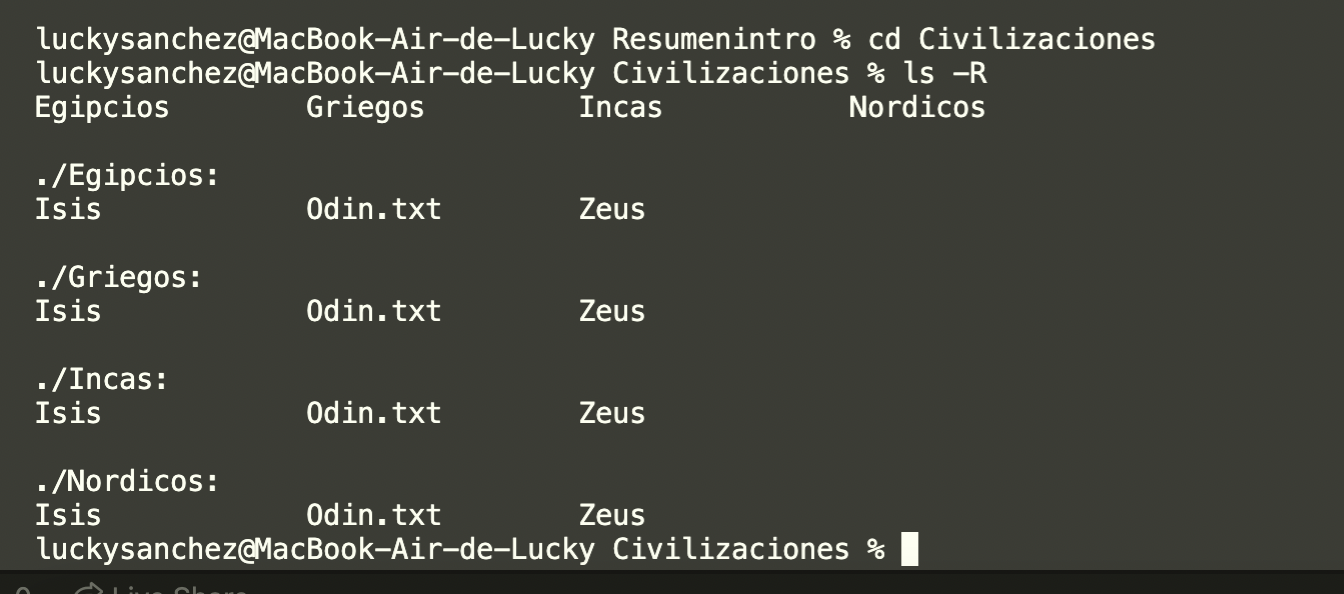 luckysanchez@MacBook-Air-de-Lucky Resumenintro % cd Civilizaciones
luckysanchez@MacBook-Air-de-Lucky Civilizaciones % ls -R
Egipcios Griegos Incas Nordicos
./Egipcios:
Isis Odin.txt Zeus
./Griegos:
Isis Odin.txt Zeus
./Incas:
Isis Odin.txt Zeus
./Nordicos:
Isis Odin.txt Zeus
luckysanchez@MacBook-Air-de-Lucky Civilizaciones %
Live Share